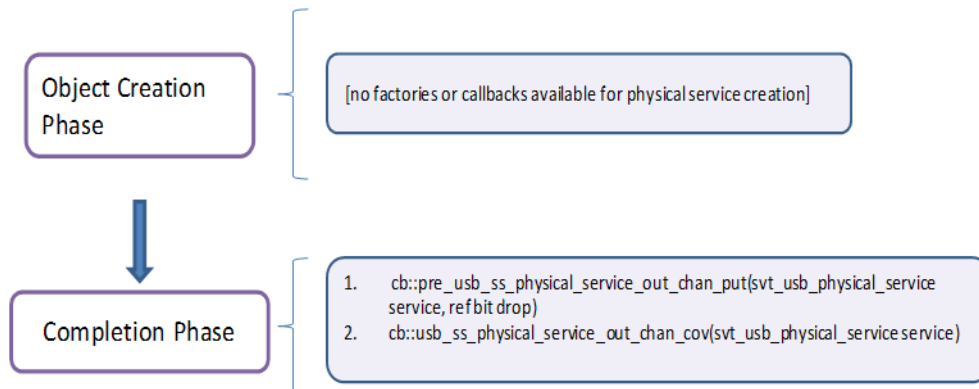 Object Creation
Phase
[no factories or callbacks available for physical service creation]
Completion Phase
1. cb::pre_usb_ss_physical_service_out_chan_put(svt_usb_physical_service
service, ref bit drop)
2. cb::usb_ss_physical_service_out_chan_cov(svt_usb_physical_service service)